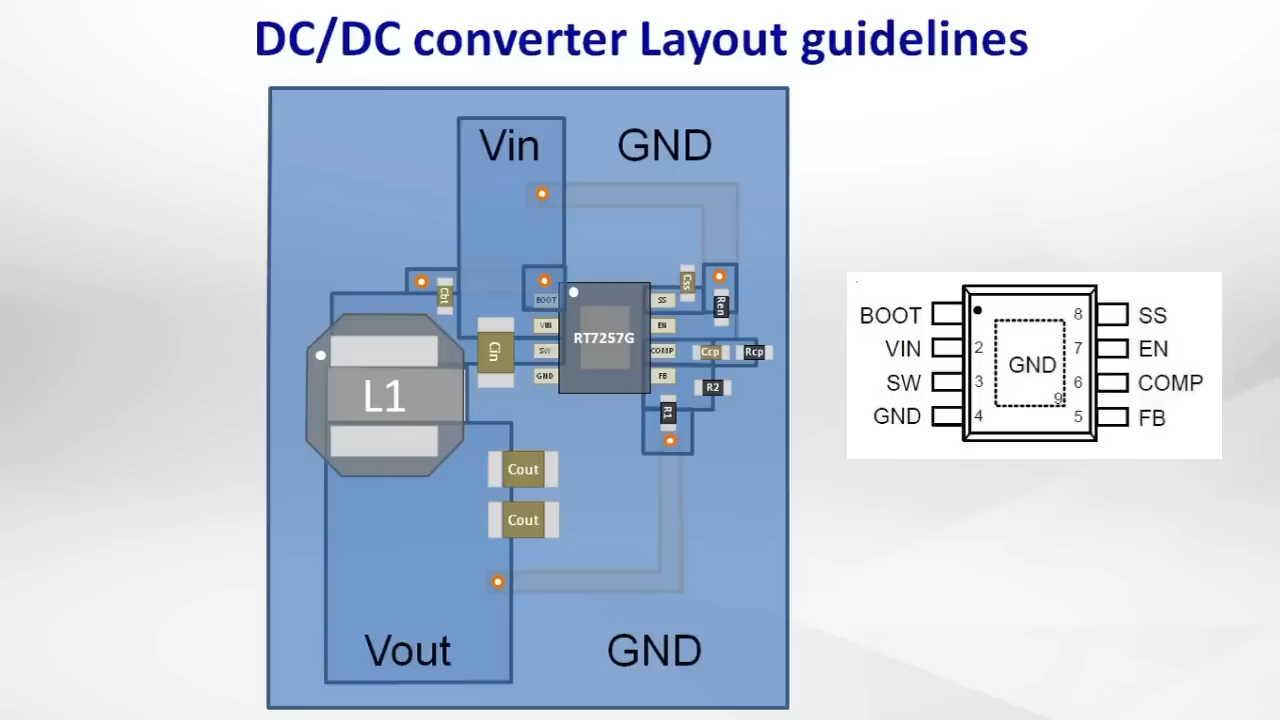 DC/DC converter Layout guidelines
Vin
GND
Cbt
Css
Ren
BOOT
SS
VIN
EN
SW
COMP
GND
FB
RT7257G
Cin
Ccp
Rcp
R2
R1
L1
Cout
Cout
Vout
GND
BOOT
8
SS
VIN
2
7
EN
SW
3
GND
6
COMP
GND
4
9
5
FB